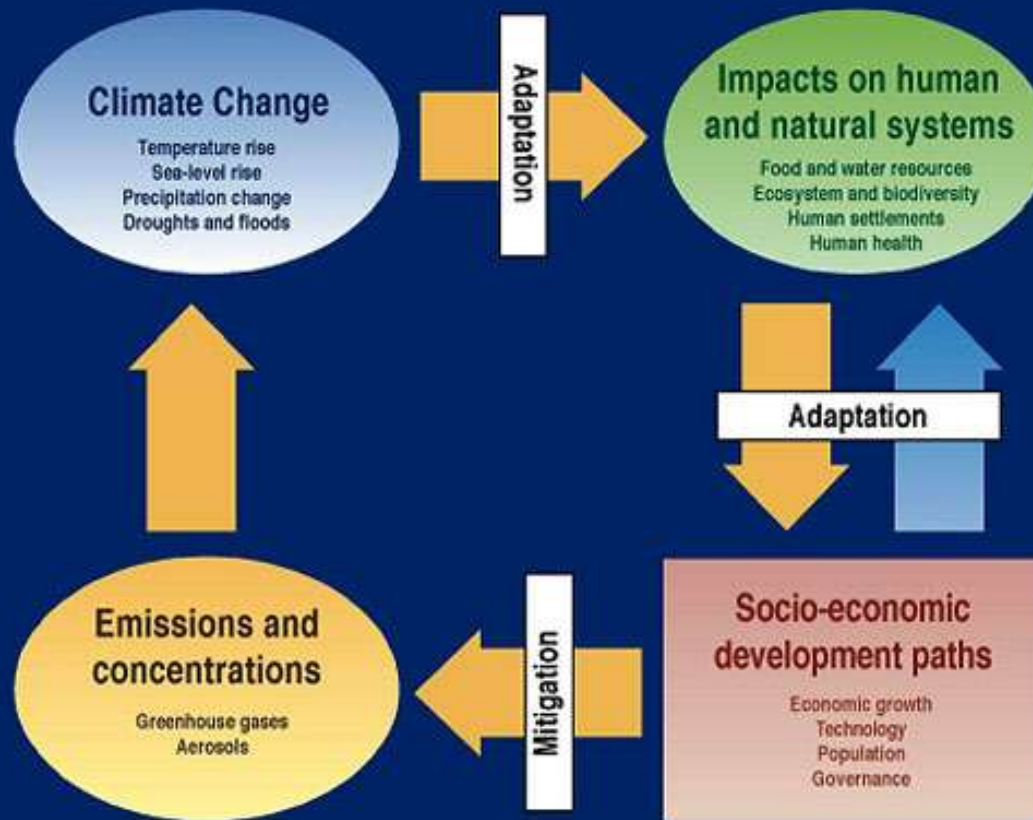 Climate Change
Temperature rise
Sea-level rise
Precipitation change
Droughts and floods
Adaptation
Impacts on human
and natural systems
Food and water resources
Ecosystem and biodiversity
Human settlements
Human health
Adaptation
Emissions and
concentrations
Greenhouse gases
Aerosols
Mitigation
Socio-economic
development paths
Economic growth
Technology
Population
Governance